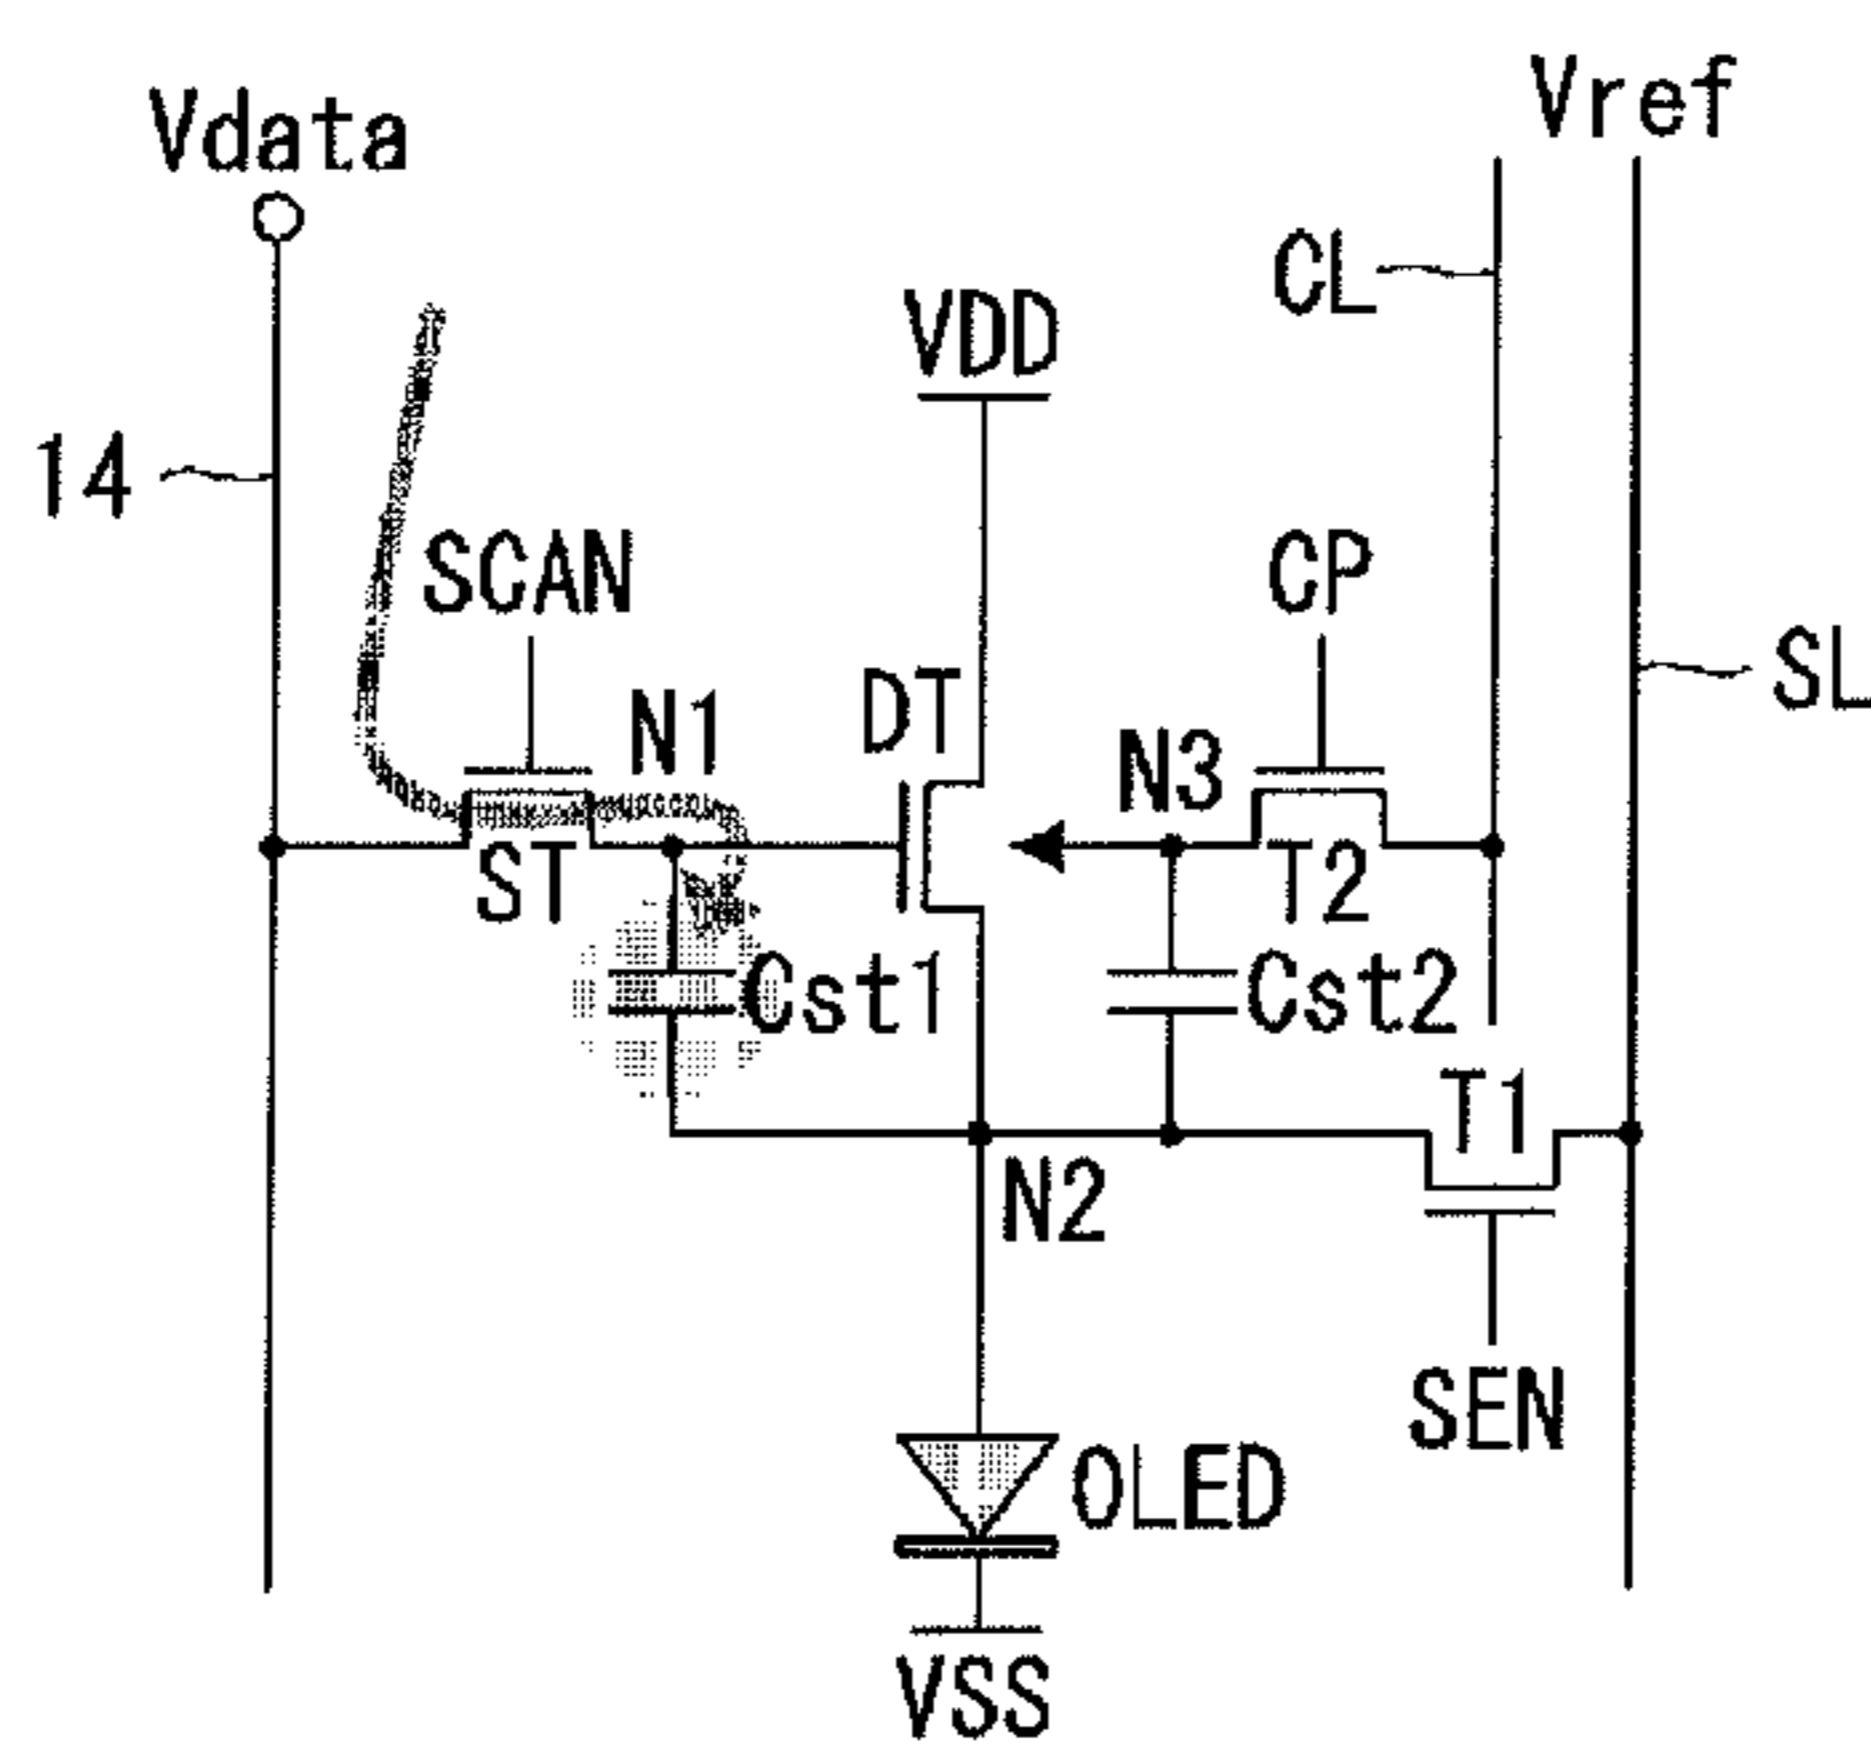 Vdata
Vref
CL
VDD
14
SCAN
CP
SL
N1
DT
N3
ST
T2
Cst1
Cst2
T1
N2
SEN
OLED
VSS